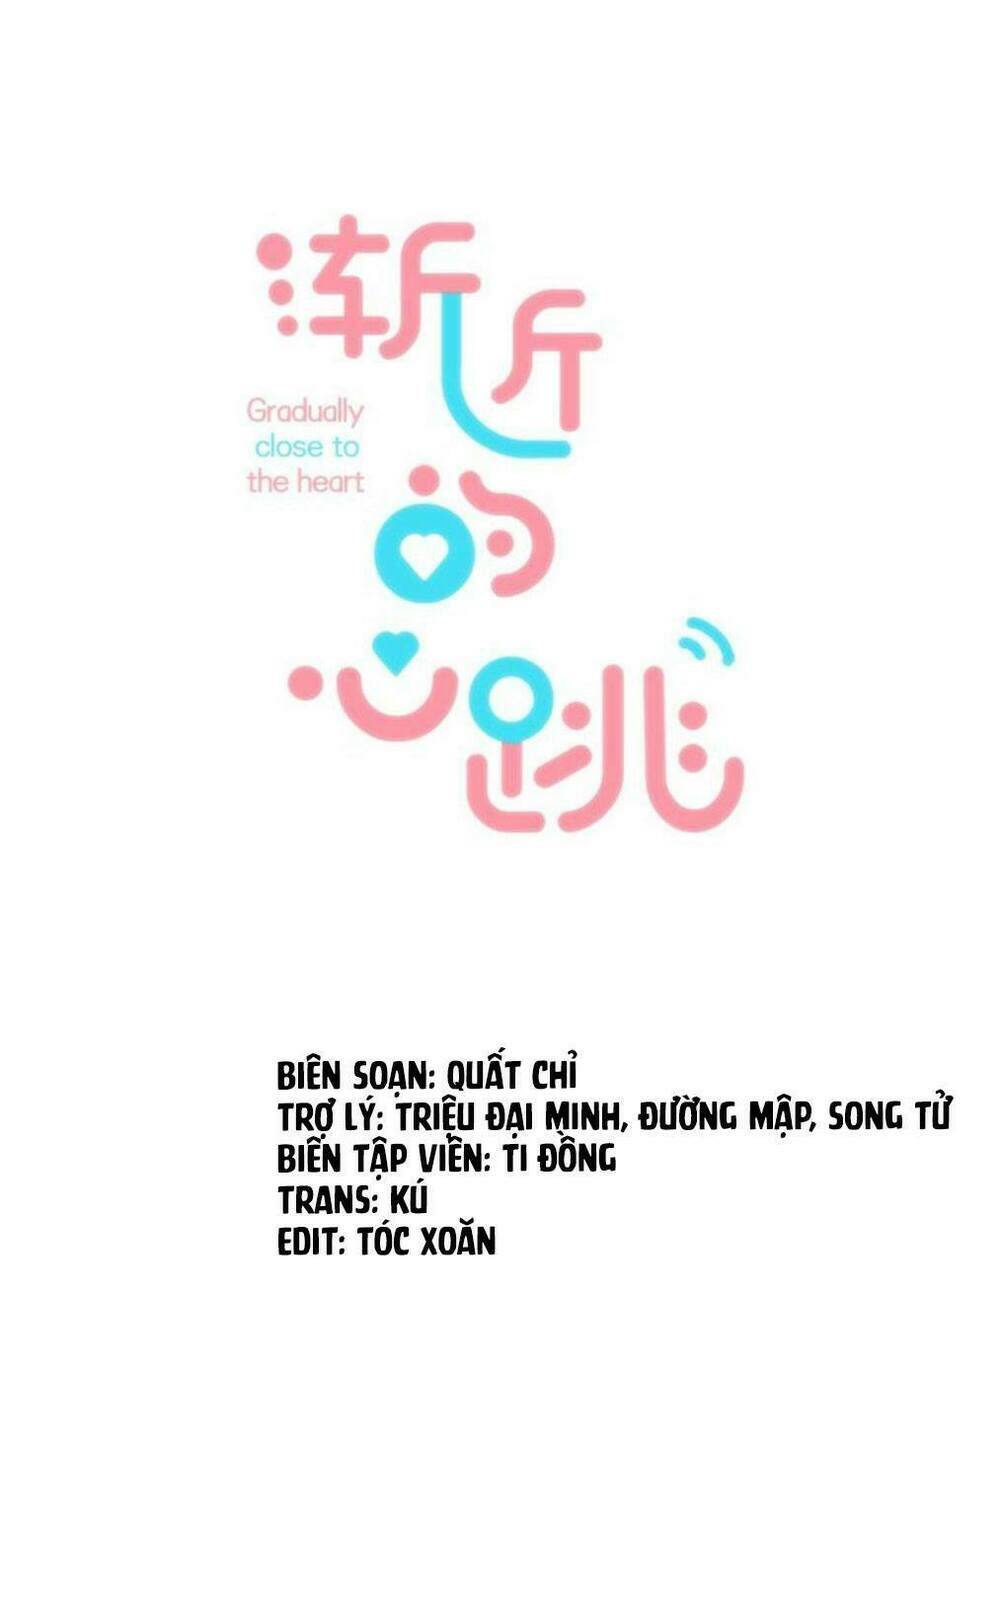 渐近
Gradually
close to
the heart
的
心跳
BIÊN SOẠN: QUẤT CHỈ
TRỢ LÝ: TRIỆU ĐẠI MINH, ĐƯỜNG MẬP, SONG TỬ
BIÊN TẬP VIÊN: TI ĐỒNG
TRANS: KÚ
EDIT: TÓC XOĂN